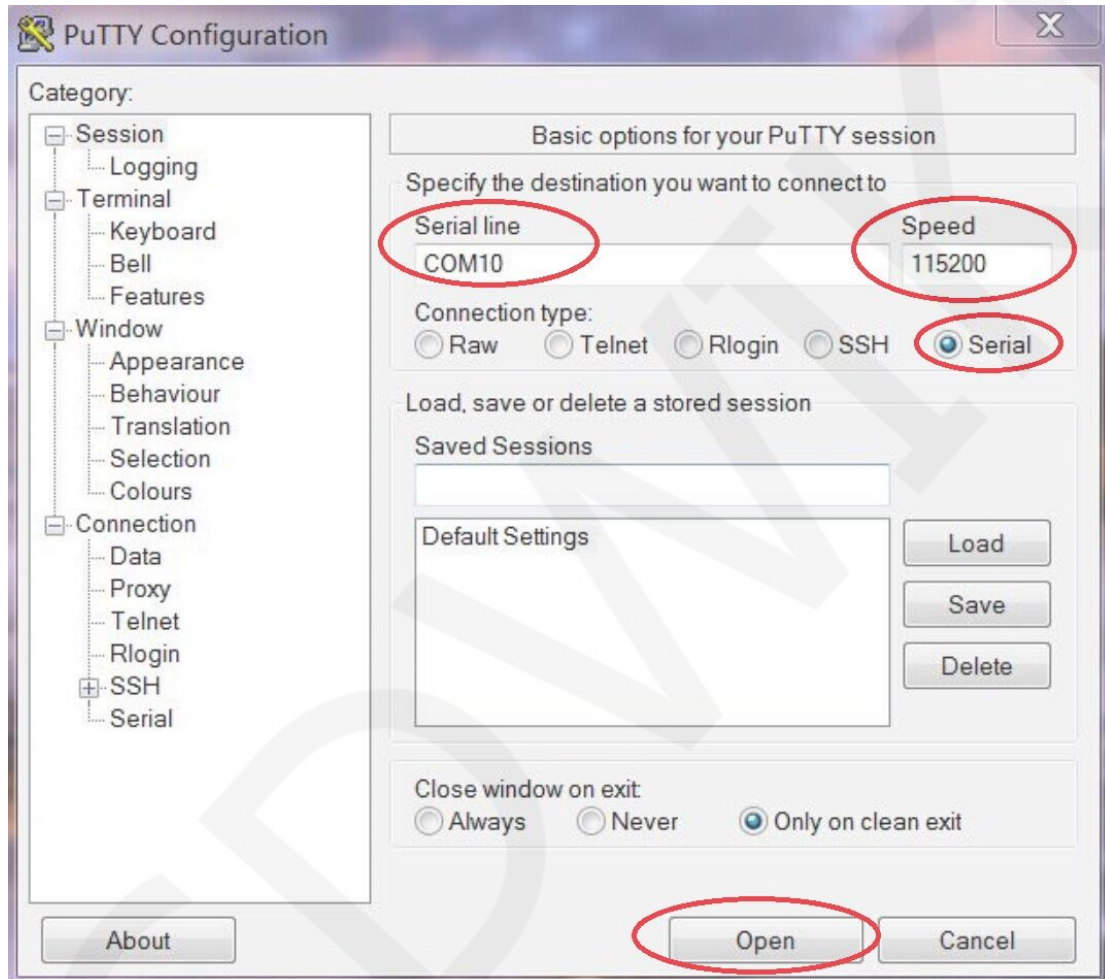 PuTTY Configuration
X
Category:
Session
Logging
Terminal
Keyboard
Bell
Features
Window
Appearance
Behaviour
Translation
Selection
Colours
Connection
Data
Proxy
Telnet
Rlogin
SSH
Serial
Basic options for your PuTTY session
Specify the destination you want to connect to
Serial line Speed
COM10 115200
Connection type:
Raw Telnet Rlogin SSH Serial
Load, save or delete a stored session
Saved Sessions
Default Settings
Load
Save
Delete
Close window on exit:
Always Never Only on clean exit
About Open Cancel